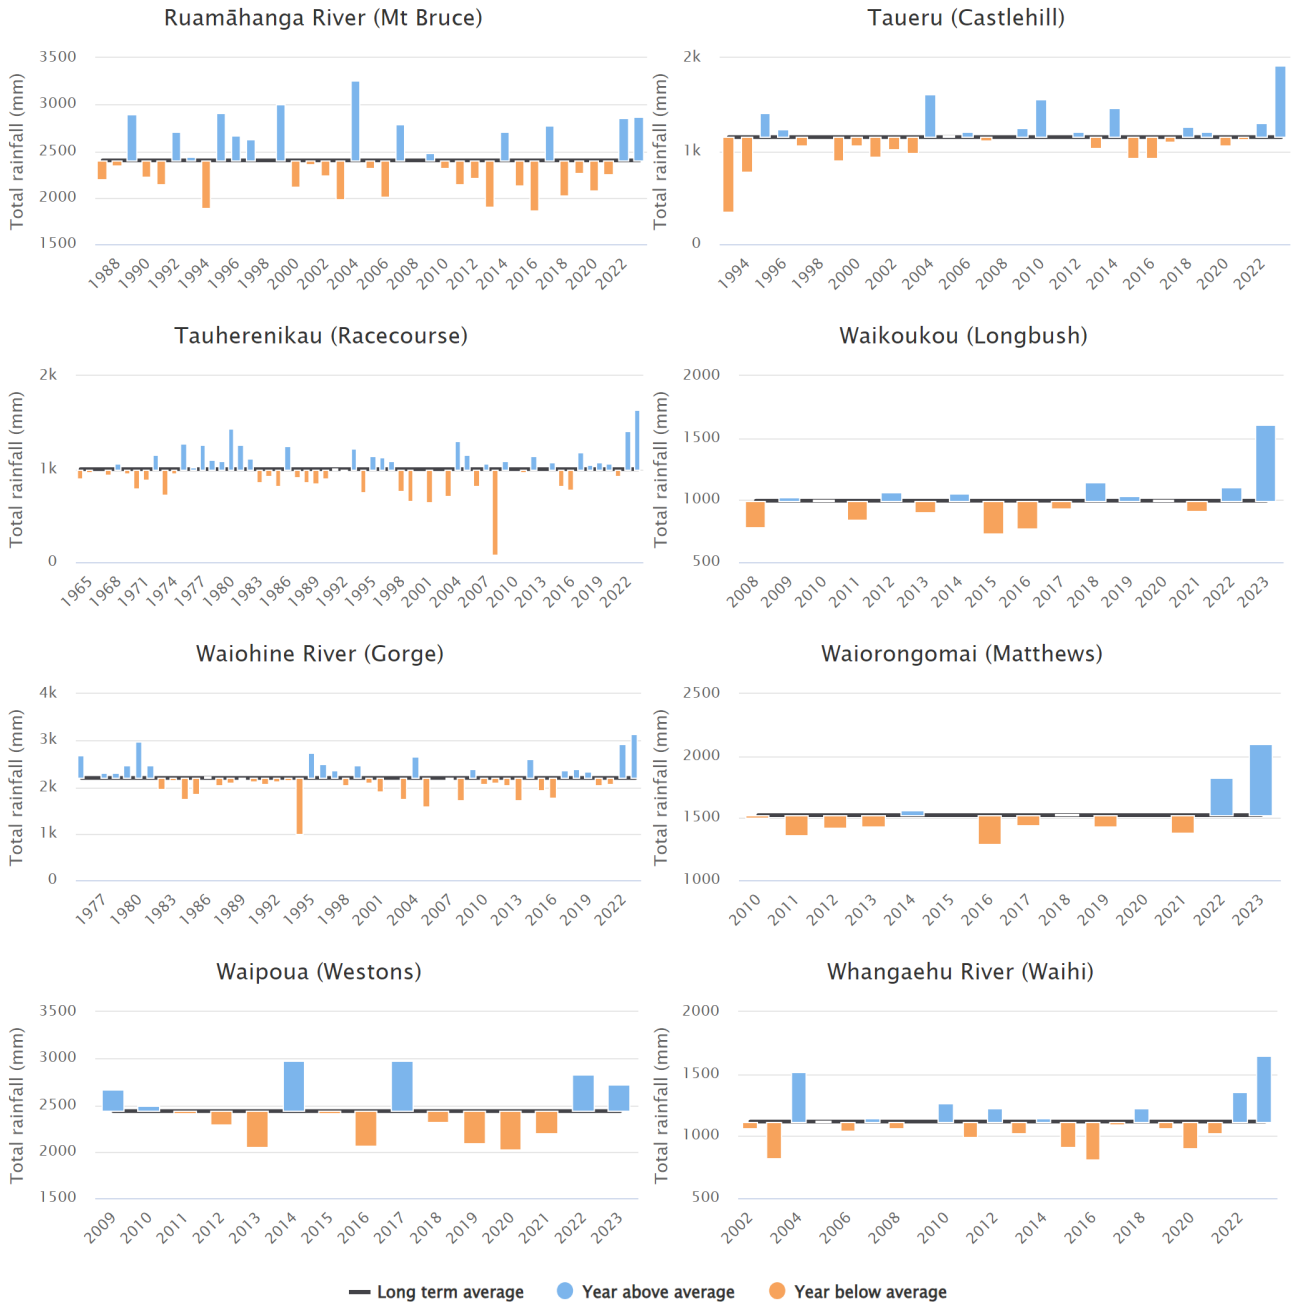 Ruamāhanga River (Mt Bruce)
Total rainfall (mm)
3500
3000
2500
2000
1500
1988 1990 1992 1994 1996 1998 2000 2002 2004 2006 2008 2010 2012 2014 2016 2018 2020 2022
Taueru (Castlehill)
Total rainfall (mm)
2k
1k
0
1994 1996 1998 2000 2002 2004 2006 2008 2010 2012 2014 2016 2018 2020 2022
Tauherenikau (Racecourse)
Total rainfall (mm)
2k
1k
0
1965 1968 1971 1974 1977 1980 1983 1986 1989 1992 1995 1998 2001 2004 2007 2010 2013 2016 2019 2022
Waikoukou (Longbush)
Total rainfall (mm)
2000
1500
1000
500
2008 2009 2010 2011 2012 2013 2014 2015 2016 2017 2018 2019 2020 2021 2022 2023
Waiohine River (Gorge)
Total rainfall (mm)
4k
3k
2k
1k
0
1977 1980 1983 1986 1989 1992 1995 1998 2001 2004 2007 2010 2013 2016 2019 2022
Waiorongomai (Matthews)
Total rainfall (mm)
2500
2000
1500
1000
2010 2011 2012 2013 2014 2015 2016 2017 2018 2019 2020 2021 2022 2023
Waipoua (Westons)
Total rainfall (mm)
3500
3000
2500
2000
1500
2009 2010 2011 2012 2013 2014 2015 2016 2017 2018 2019 2020 2021 2022 2023
Whangaehu River (Waihi)
Total rainfall (mm)
2000
1500
1000
500
2002 2004 2006 2008 2010 2012 2014 2016 2018 2020 2022
Long term average Year above average Year below average